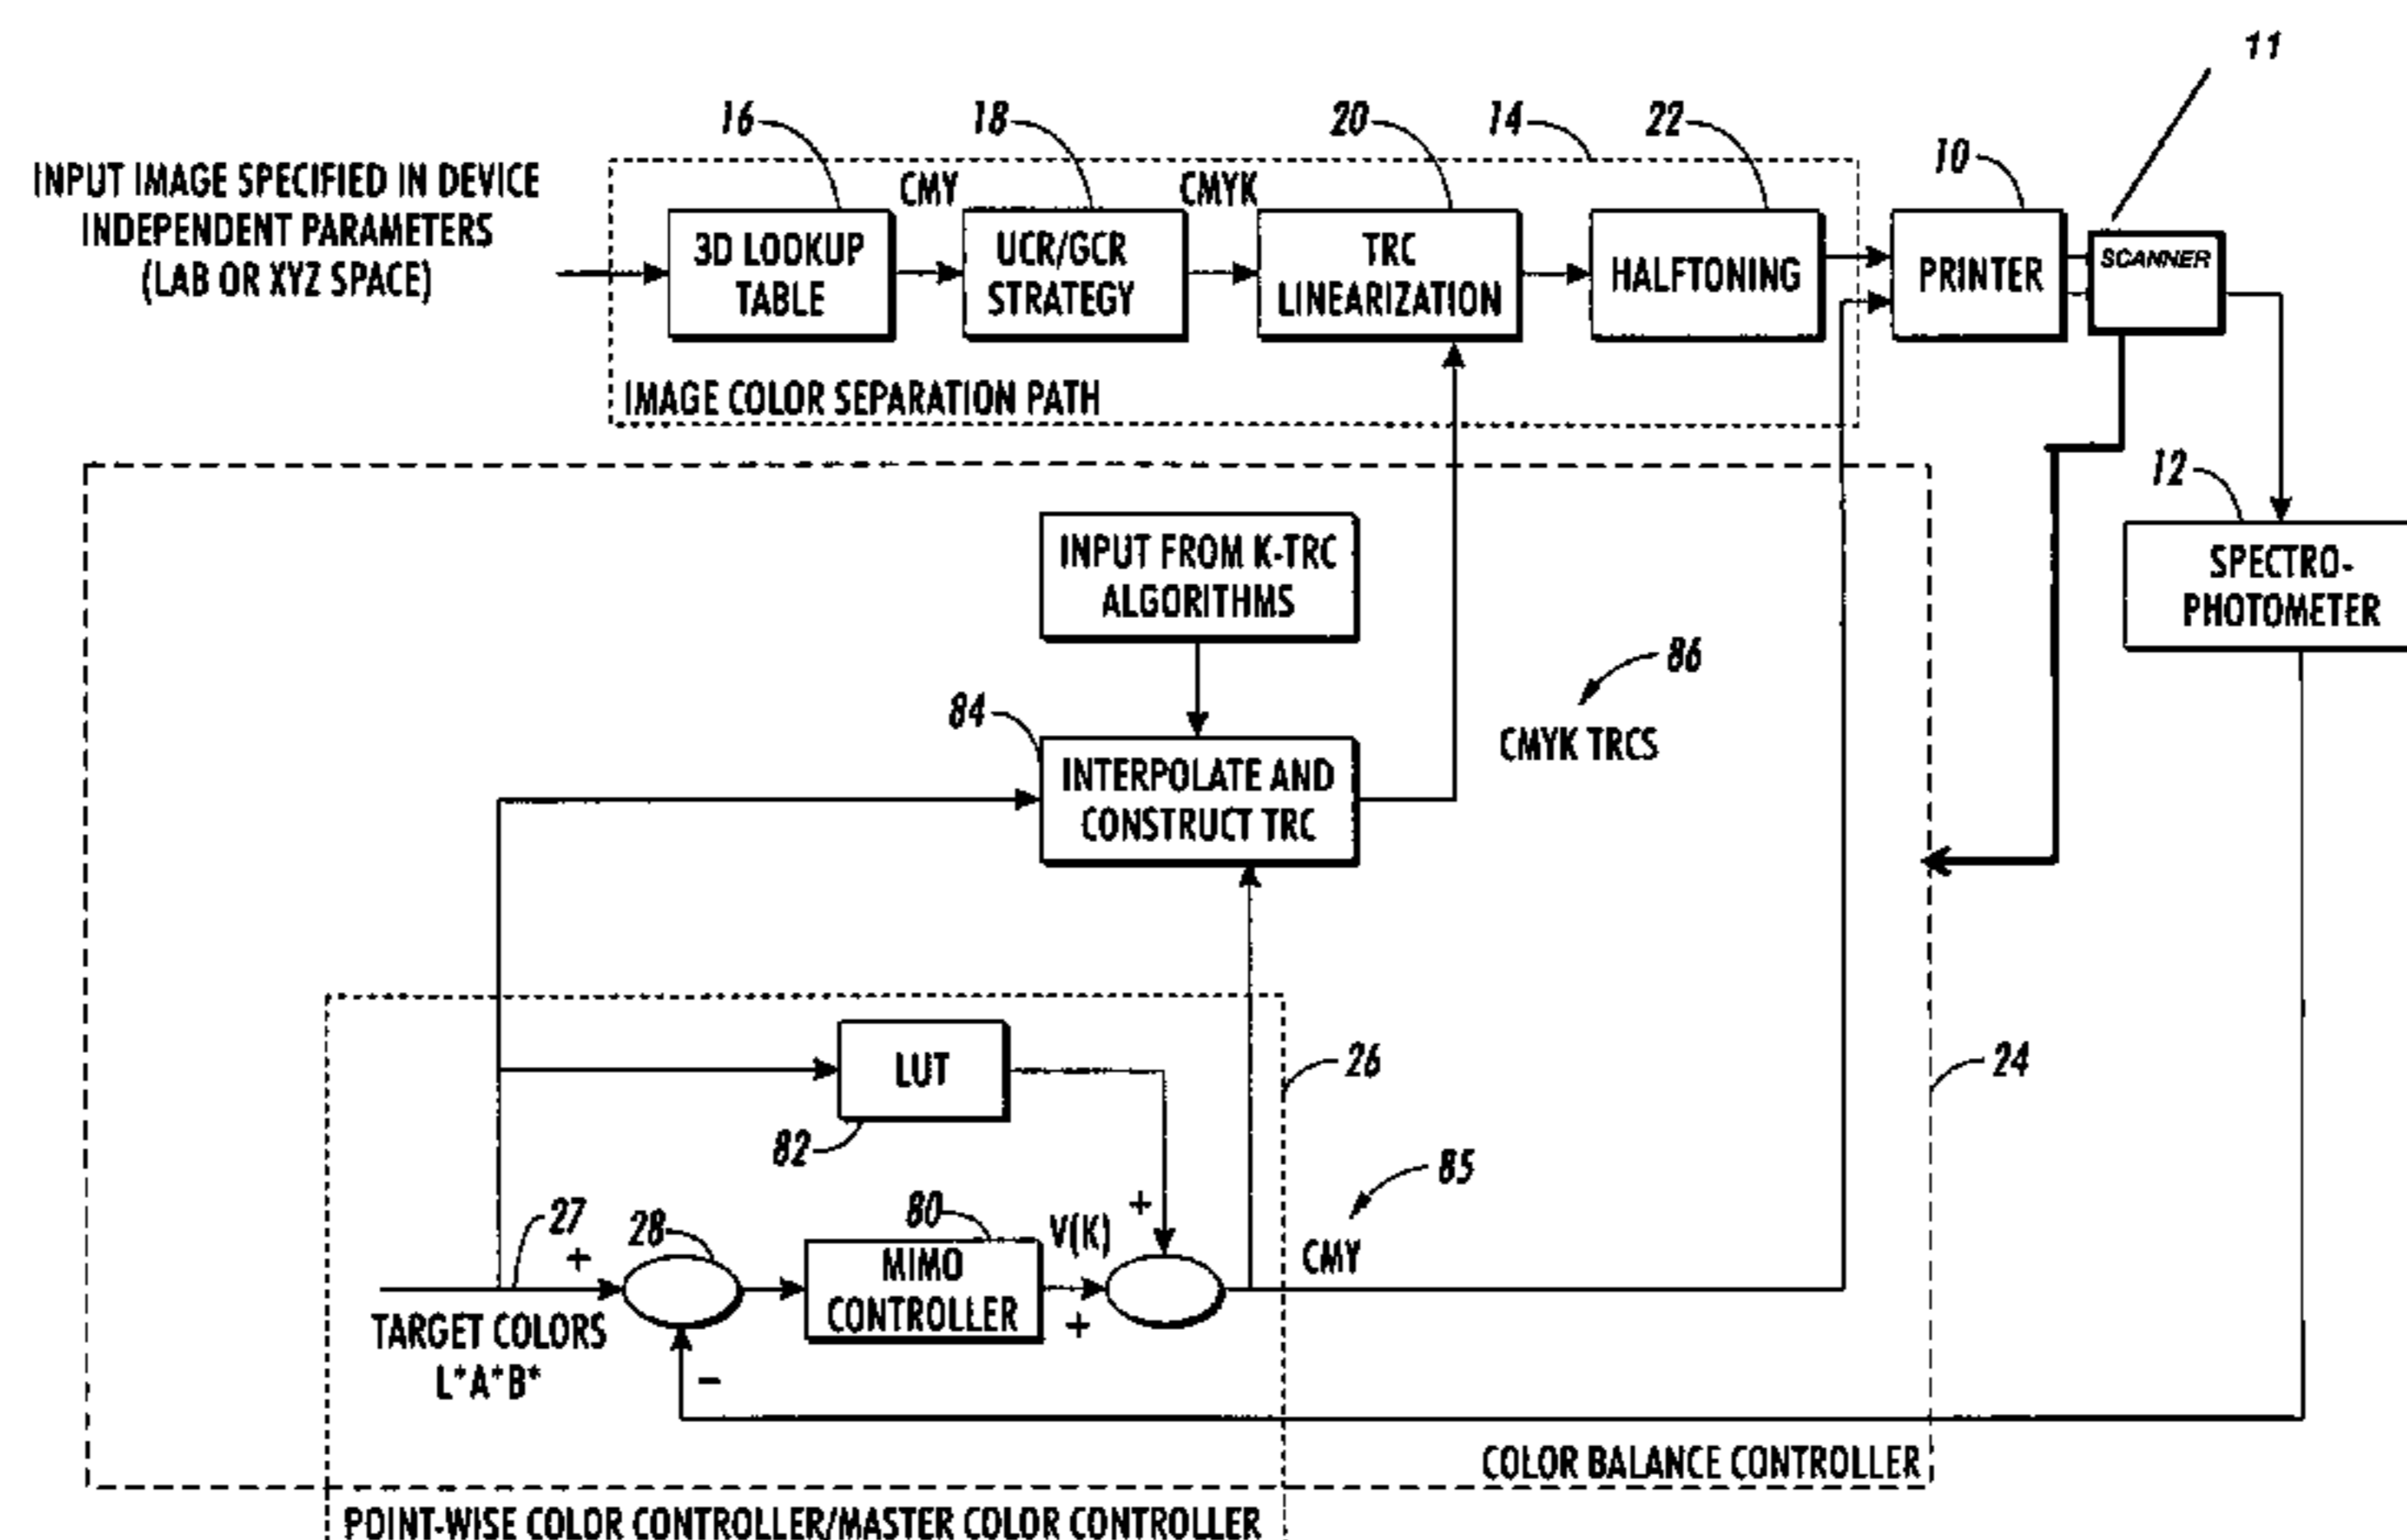 11
16
18
20
14
22
10
INPUT IMAGE SPECIFIED IN DEVICE
INDEPENDENT PARAMETERS
(LAB OR XYZ SPACE)
CMY
CMYK
3D LOOKUP
TABLE
UCR/GCR
STRATEGY
TRC
LINEARIZATION
HALFTONING
PRINTER
SCANNER
IMAGE COLOR SEPARATION PATH
12
SPECTRO-
PHOTOMETER
INPUT FROM K-TRC
ALGORITHMS
86
CMYK TRCS
84
INTERPOLATE AND
CONSTRUCT TRC
LUT
82
26
24
85
CMY
27
+
28
80
V(K)
+
MIMO
CONTROLLER
+
TARGET COLORS
L*A*B*
−
COLOR BALANCE CONTROLLER
POINT-WISE COLOR CONTROLLER/MASTER COLOR CONTROLLER